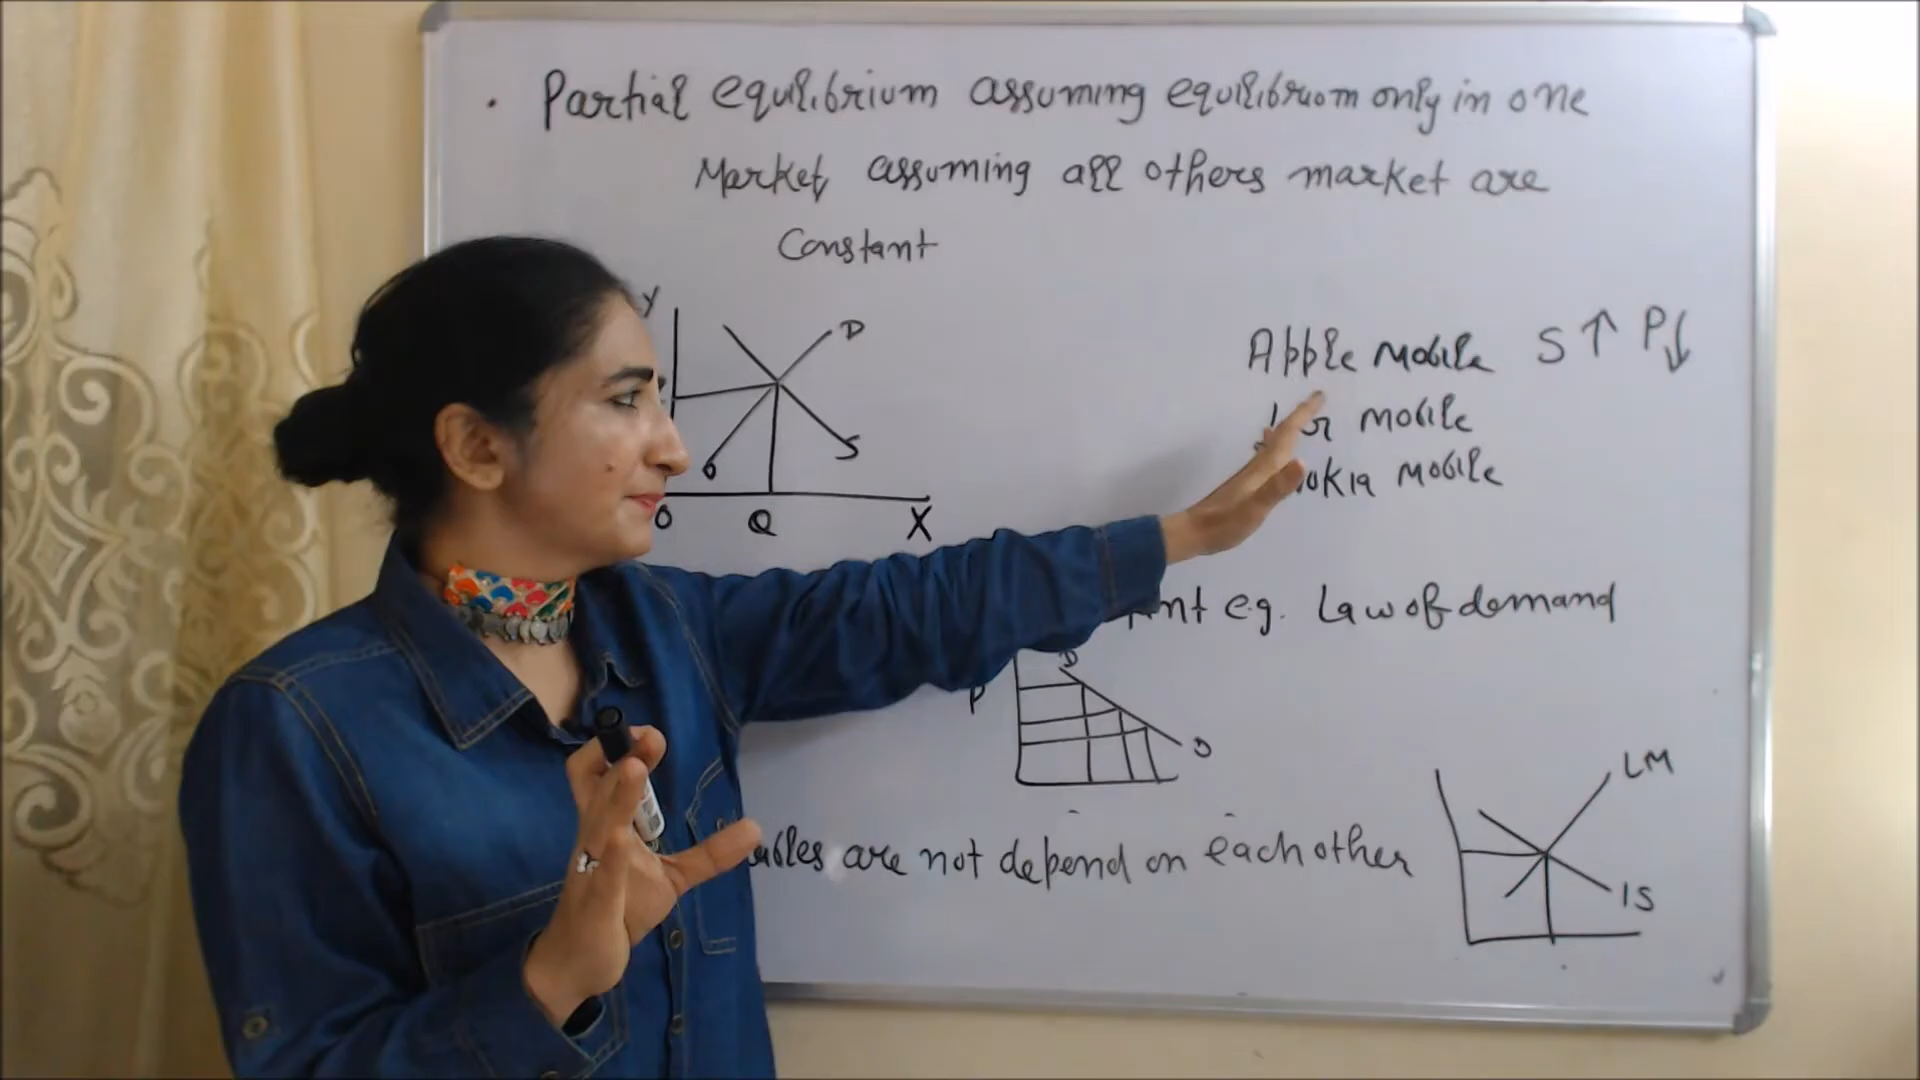 . Partial equilibrium assuming equilibrium only in one
Market, assuming all others market are
Constant
Y
D
S
O
Q
X
Apple Mobile S ↑ P↓
mobile
mobile
e.g. Law of demand
P
D
D
are not depend on each other
LM
IS